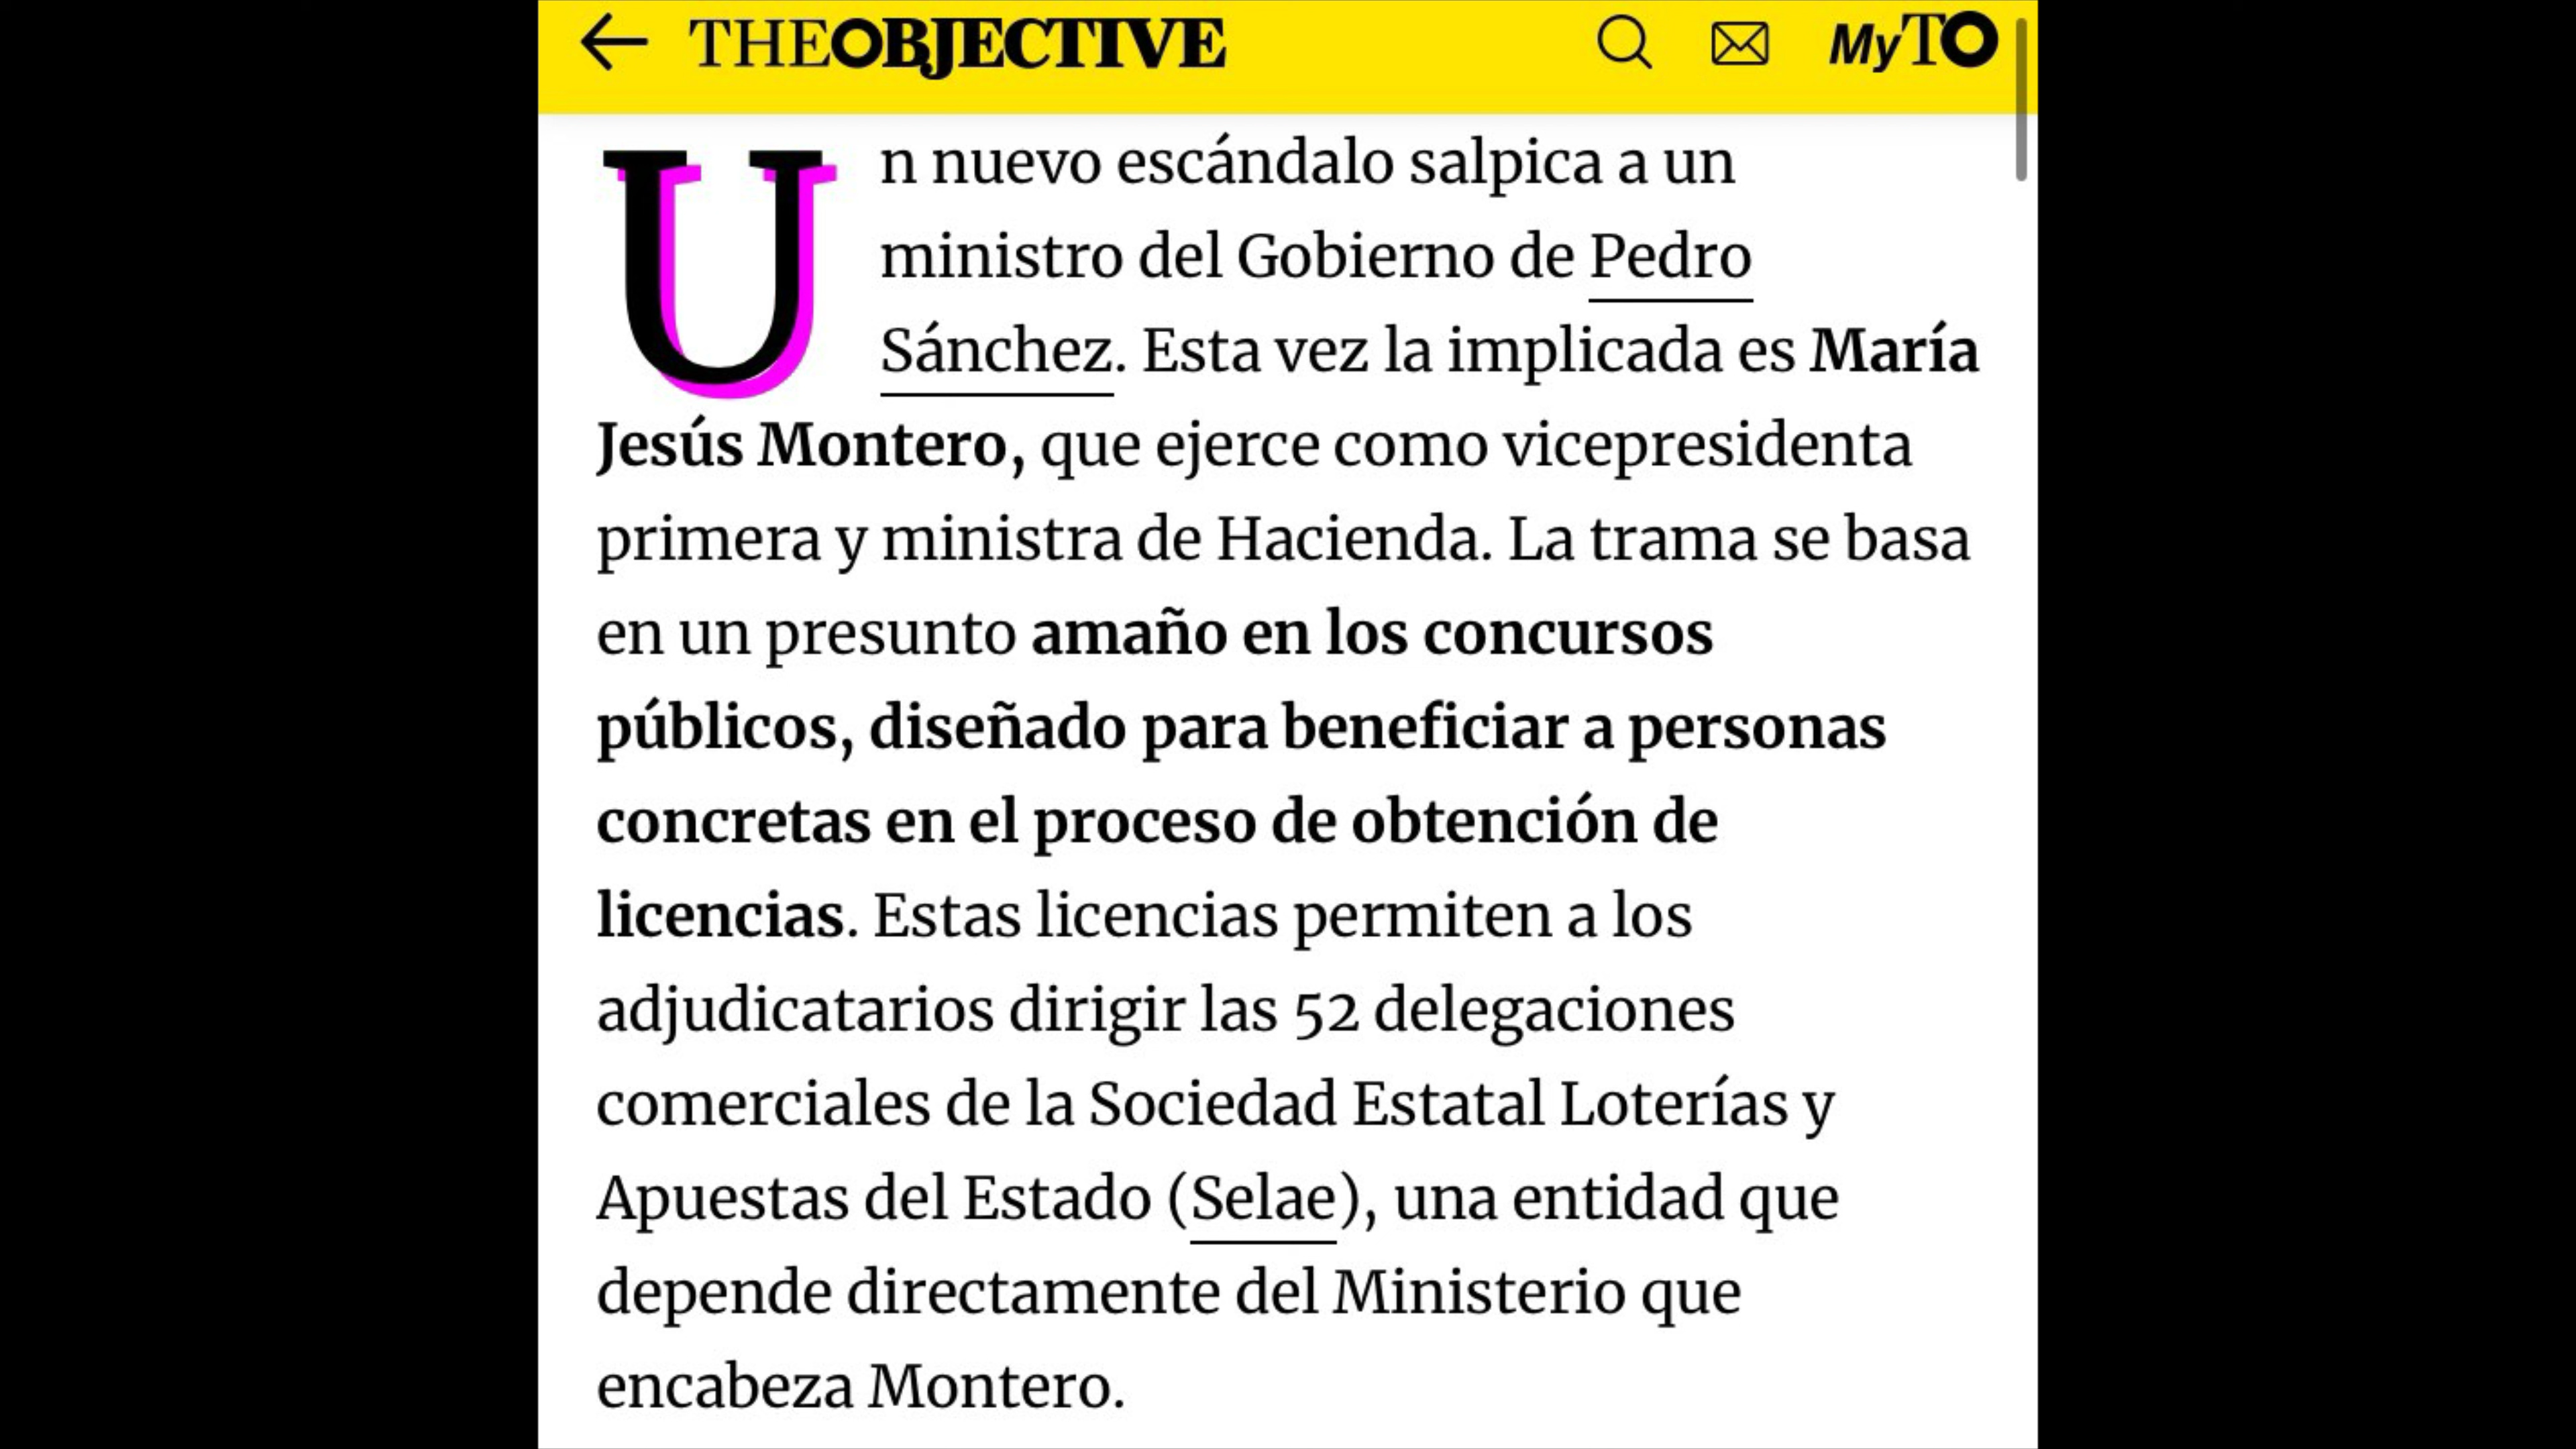 THEOBJECTIVE
MyTO
Un nuevo escándalo salpica a un
ministro del Gobierno de Pedro
Sánchez. Esta vez la implicada es María
Jesús Montero, que ejerce como vicepresidenta
primera y ministra de Hacienda. La trama se basa
en un presunto amaño en los concursos
públicos, diseñado para beneficiar a personas
concretas en el proceso de obtención de
licencias. Estas licencias permiten a los
adjudicatarios dirigir las 52 delegaciones
comerciales de la Sociedad Estatal Loterías y
Apuestas del Estado (Selae), una entidad que
depende directamente del Ministerio que
encabeza Montero.